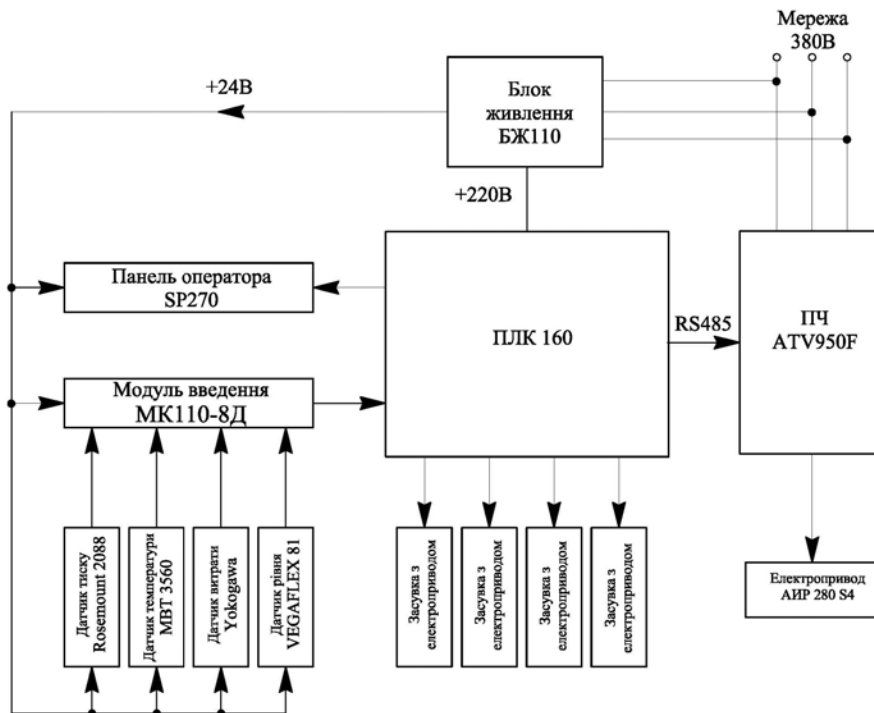 Мережа
380В
+24В
Блок
живлення
БЖ110
+220В
Панель оператора
SP270
ПЛК 160
RS485
ПЧ
ATV950F
Модуль введення
МК110-8Д
Датчик тиску
Rosemount 2088
Датчик температури
MBT 3560
Датчик витрати
Yokogawa
Датчик рівня
VEGAFLEX 81
Засувка з
електроприводом
Засувка з
електроприводом
Засувка з
електроприводом
Засувка з
електроприводом
Електропривод
АИР 280 S4